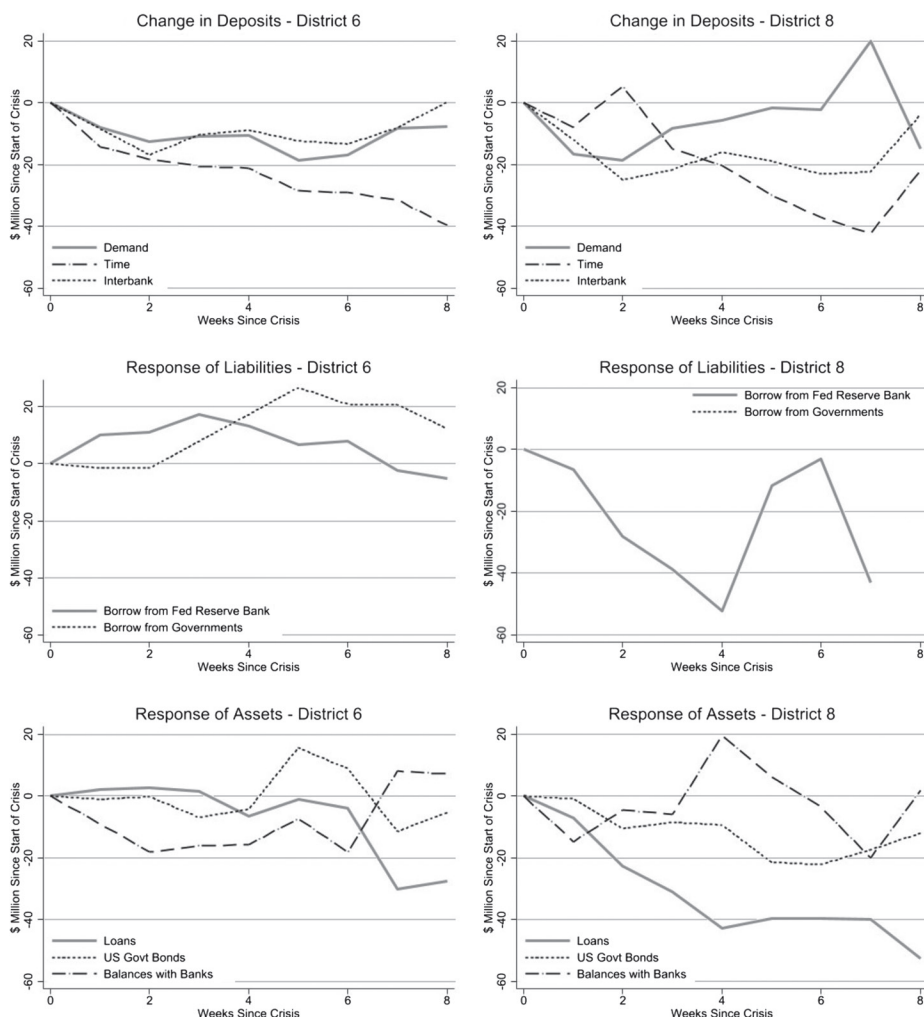 Change in Deposits - District 6
$ Million Since Start of Crisis
20
0
-20
-40
-60
Demand
Time
Interbank
0 2 4 6 8
Weeks Since Crisis
Change in Deposits - District 8
$ Million Since Start of Crisis
20
0
-20
-40
-60
Demand
Time
Interbank
0 2 4 6 8
Weeks Since Crisis
Response of Liabilities - District 6
$ Million Since Start of Crisis
20
0
-20
-40
-60
Borrow from Fed Reserve Bank
Borrow from Governments
0 2 4 6 8
Weeks Since Crisis
Response of Liabilities - District 8
$ Million Since Start of Crisis
20
0
-20
-40
-60
Borrow from Fed Reserve Bank
Borrow from Governments
0 2 4 6 8
Weeks Since Crisis
Response of Assets - District 6
$ Million Since Start of Crisis
20
0
-20
-40
-60
Loans
US Govt Bonds
Balances with Banks
0 2 4 6 8
Weeks Since Crisis
Response of Assets - District 8
$ Million Since Start of Crisis
20
0
-20
-40
-60
Loans
US Govt Bonds
Balances with Banks
0 2 4 6 8
Weeks Since Crisis